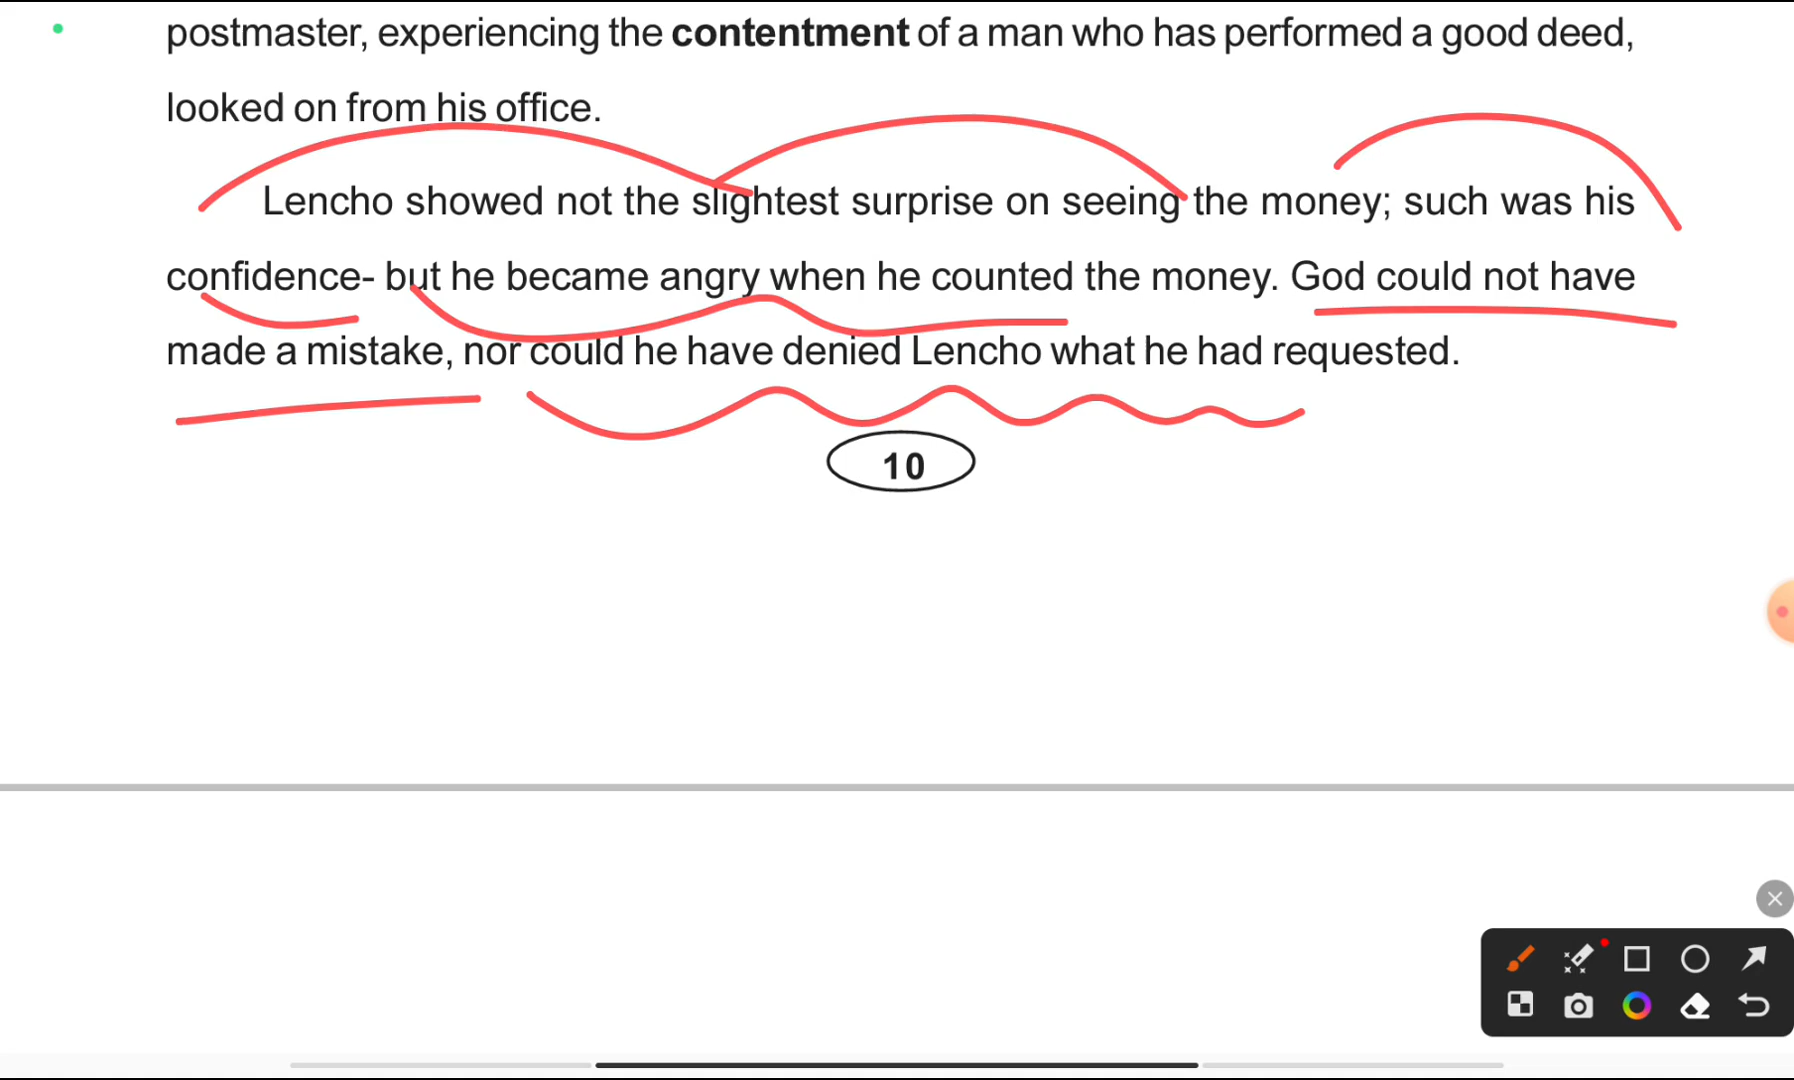 postmaster, experiencing the contentment of a man who has performed a good deed,
looked on from his office.
Lencho showed not the slightest surprise on seeing the money; such was his
confidence- but he became angry when he counted the money. God could not have
made a mistake, nor could he have denied Lencho what he had requested.
10